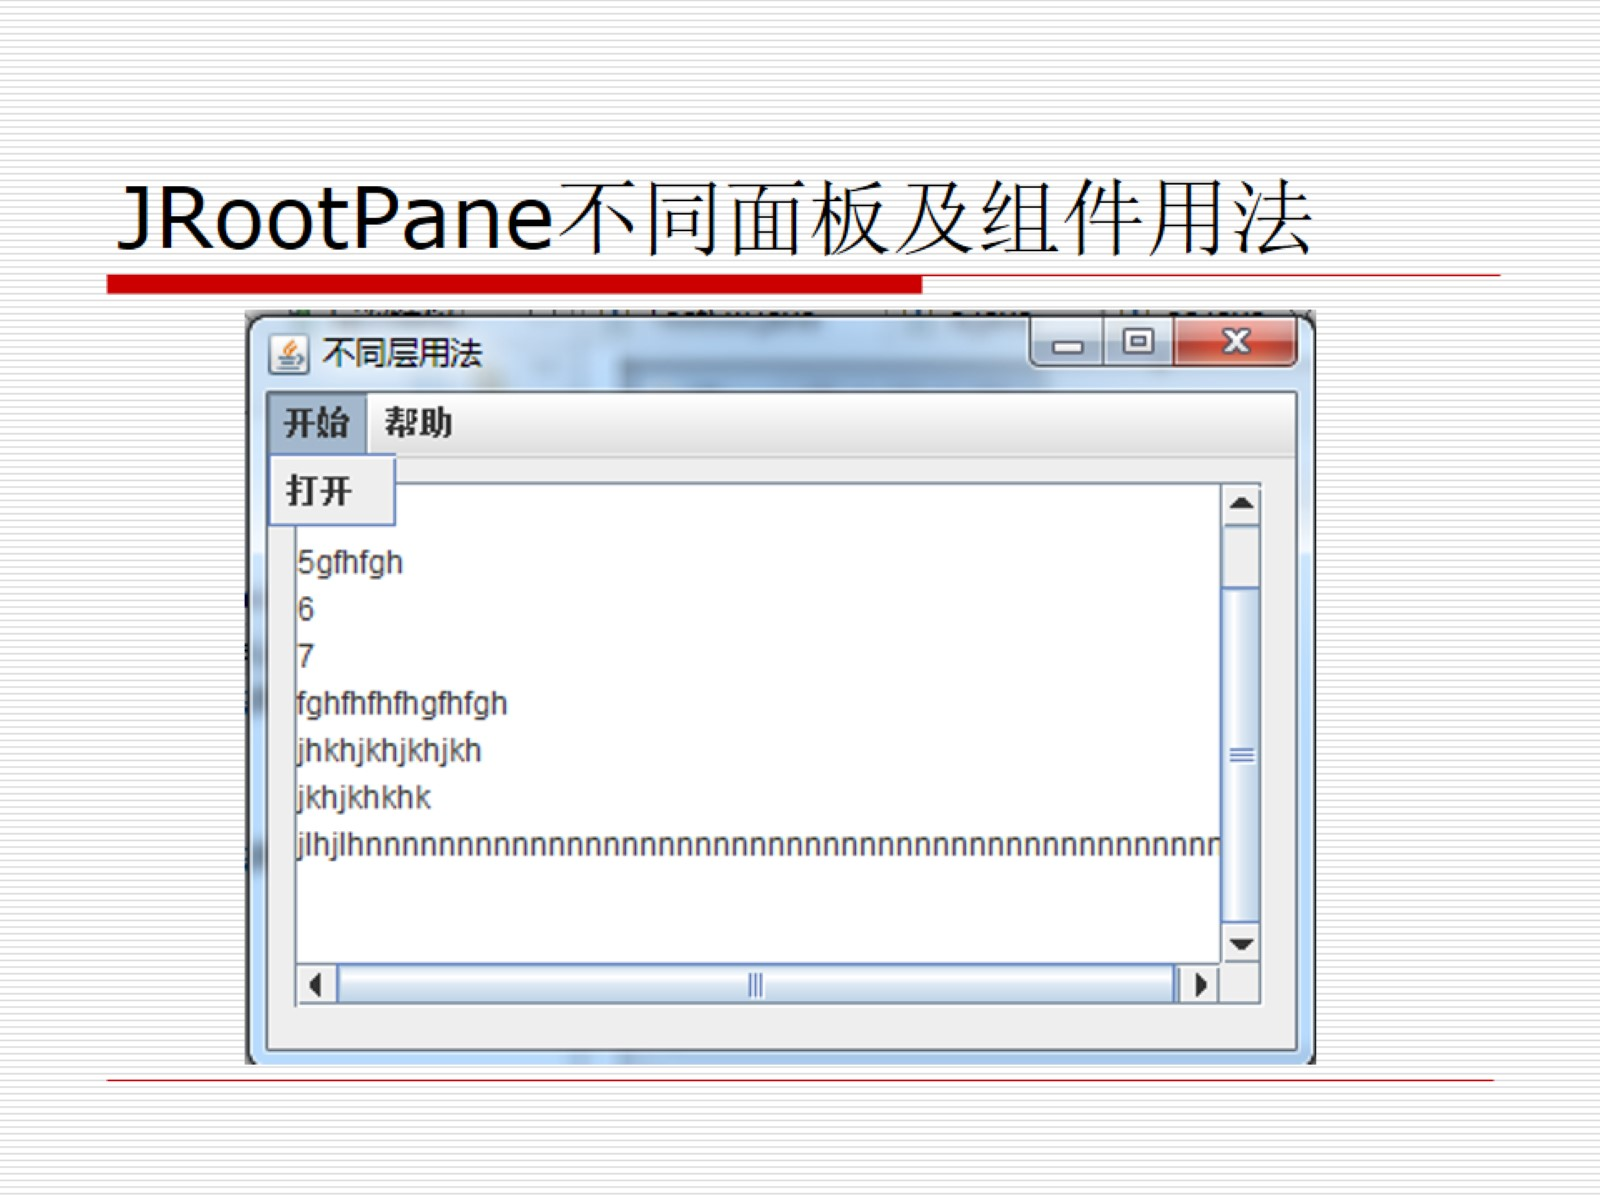 JRootPane不同面板及组件用法
不同层用法
开始 帮助
打开
5gfhfgh
6
7
fghfhfhfhgfhfgh
jhkhjkhjkhjkh
jkhjkhkhk
jlhjlhnnnnnnnnnnnnnnnnnnnnnnnnnnnnnnnnnnnnnnnnnnnnnnn